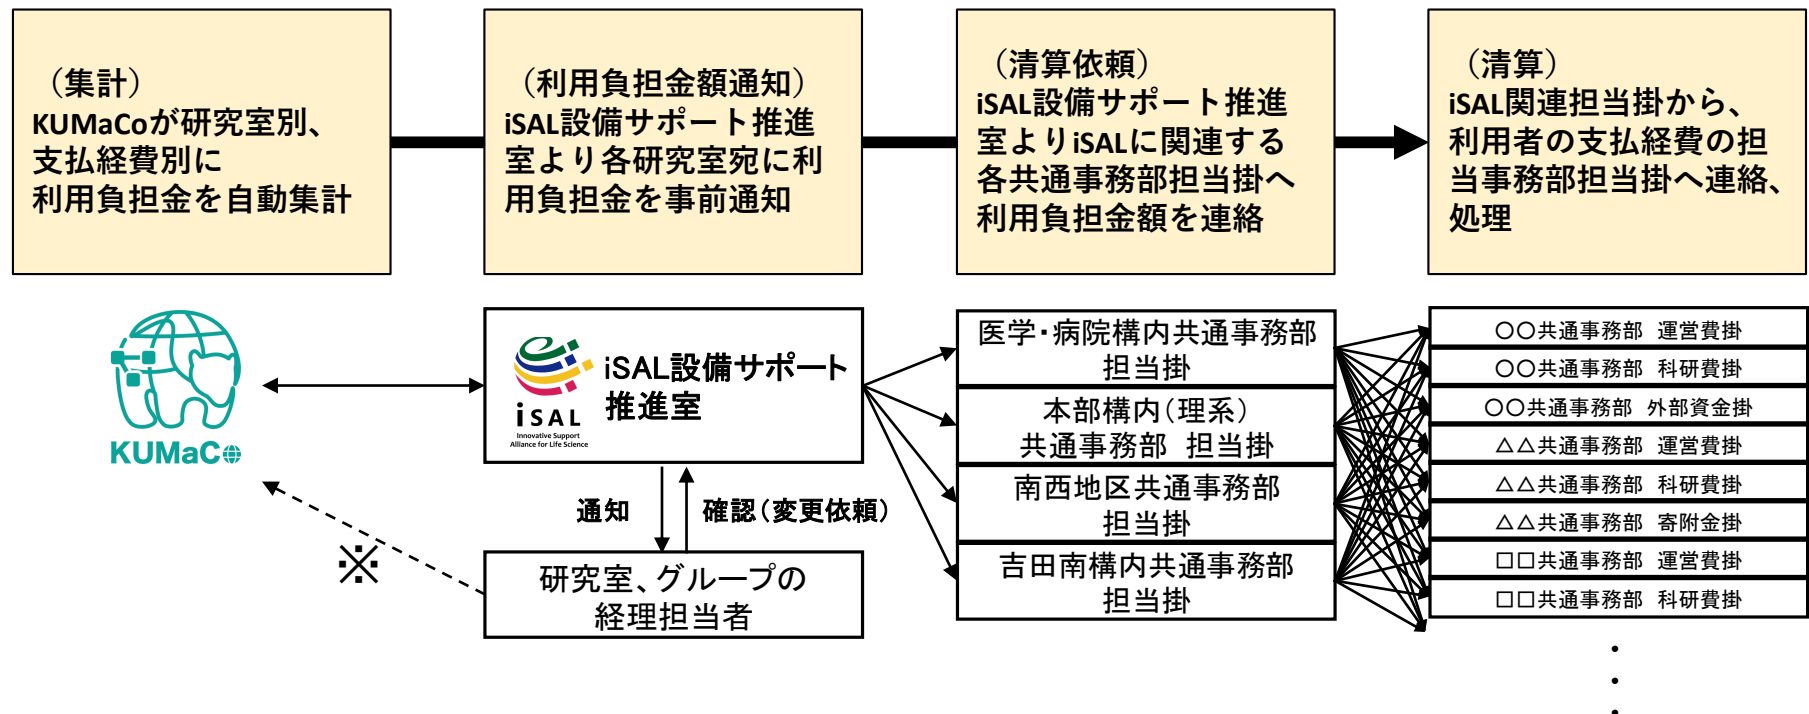 （集計）
KUMaCoが研究室別、
支払経費別に
利用負担金を自動集計
（利用負担金額通知）
iSAL設備サポート推進
室より各研究室宛に利
用負担金を事前通知
（清算依頼）
iSAL設備サポート推進
室よりiSALに関連する
各共通事務部担当掛へ
利用負担金額を連絡
（清算）
iSAL関連担当掛から、
利用者の支払経費の担
当事務部担当掛へ連絡、
処理
KUMaCo
iSAL
Innovative Support
Alliance for Life Science
iSAL設備サポート
推進室
通知
確認（変更依頼）
※
研究室、グループの
経理担当者
医学・病院構内共通事務部
担当掛
本部構内（理系）
共通事務部 担当掛
南西地区共通事務部
担当掛
吉田南構内共通事務部
担当掛
〇〇共通事務部 運営費掛
〇〇共通事務部 科研費掛
〇〇共通事務部 外部資金掛
△△共通事務部 運営費掛
△△共通事務部 科研費掛
△△共通事務部 寄附金掛
□□共通事務部 運営費掛
□□共通事務部 科研費掛
・
・
・